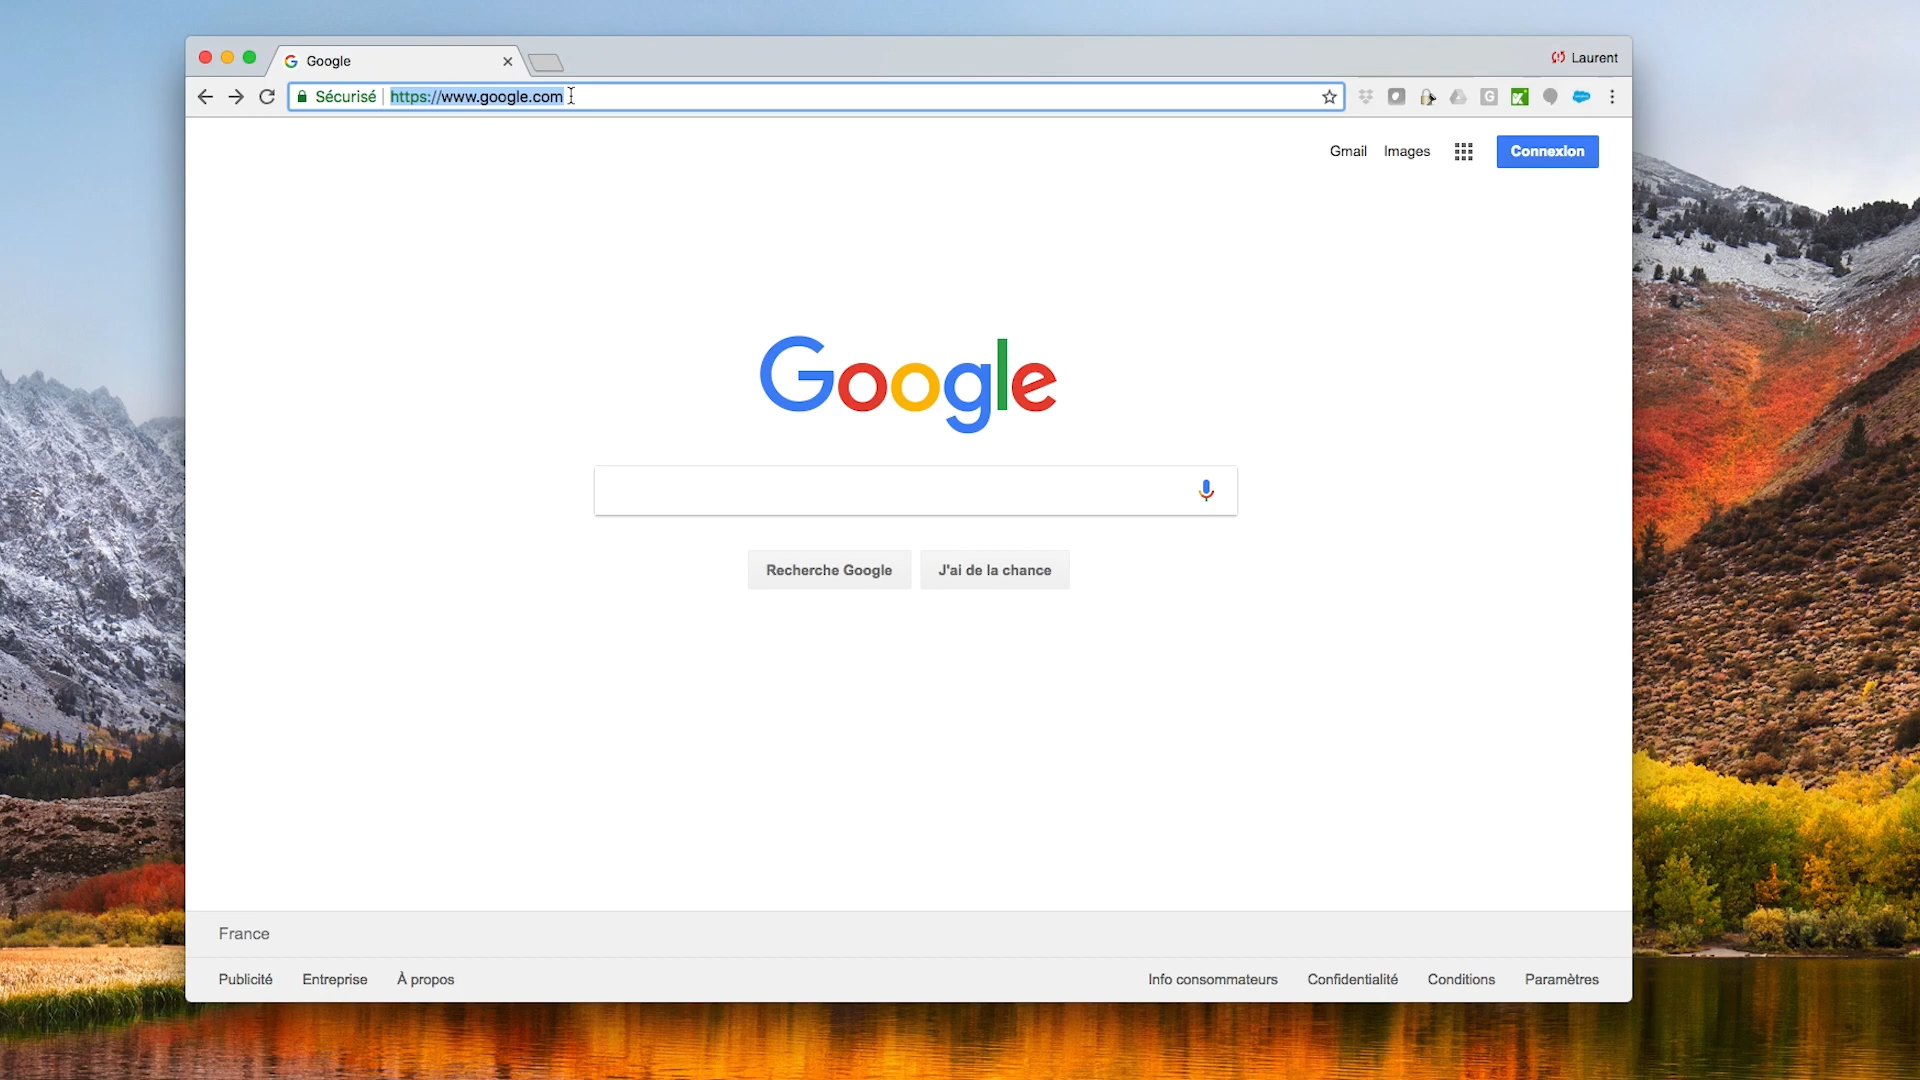 Google
Laurent
Sécurisé | https://www.google.com
Gmail Images Connexion
Google
Recherche Google J'ai de la chance
France
Publicité Entreprise À propos Info consommateurs Confidentialité Conditions Paramètres